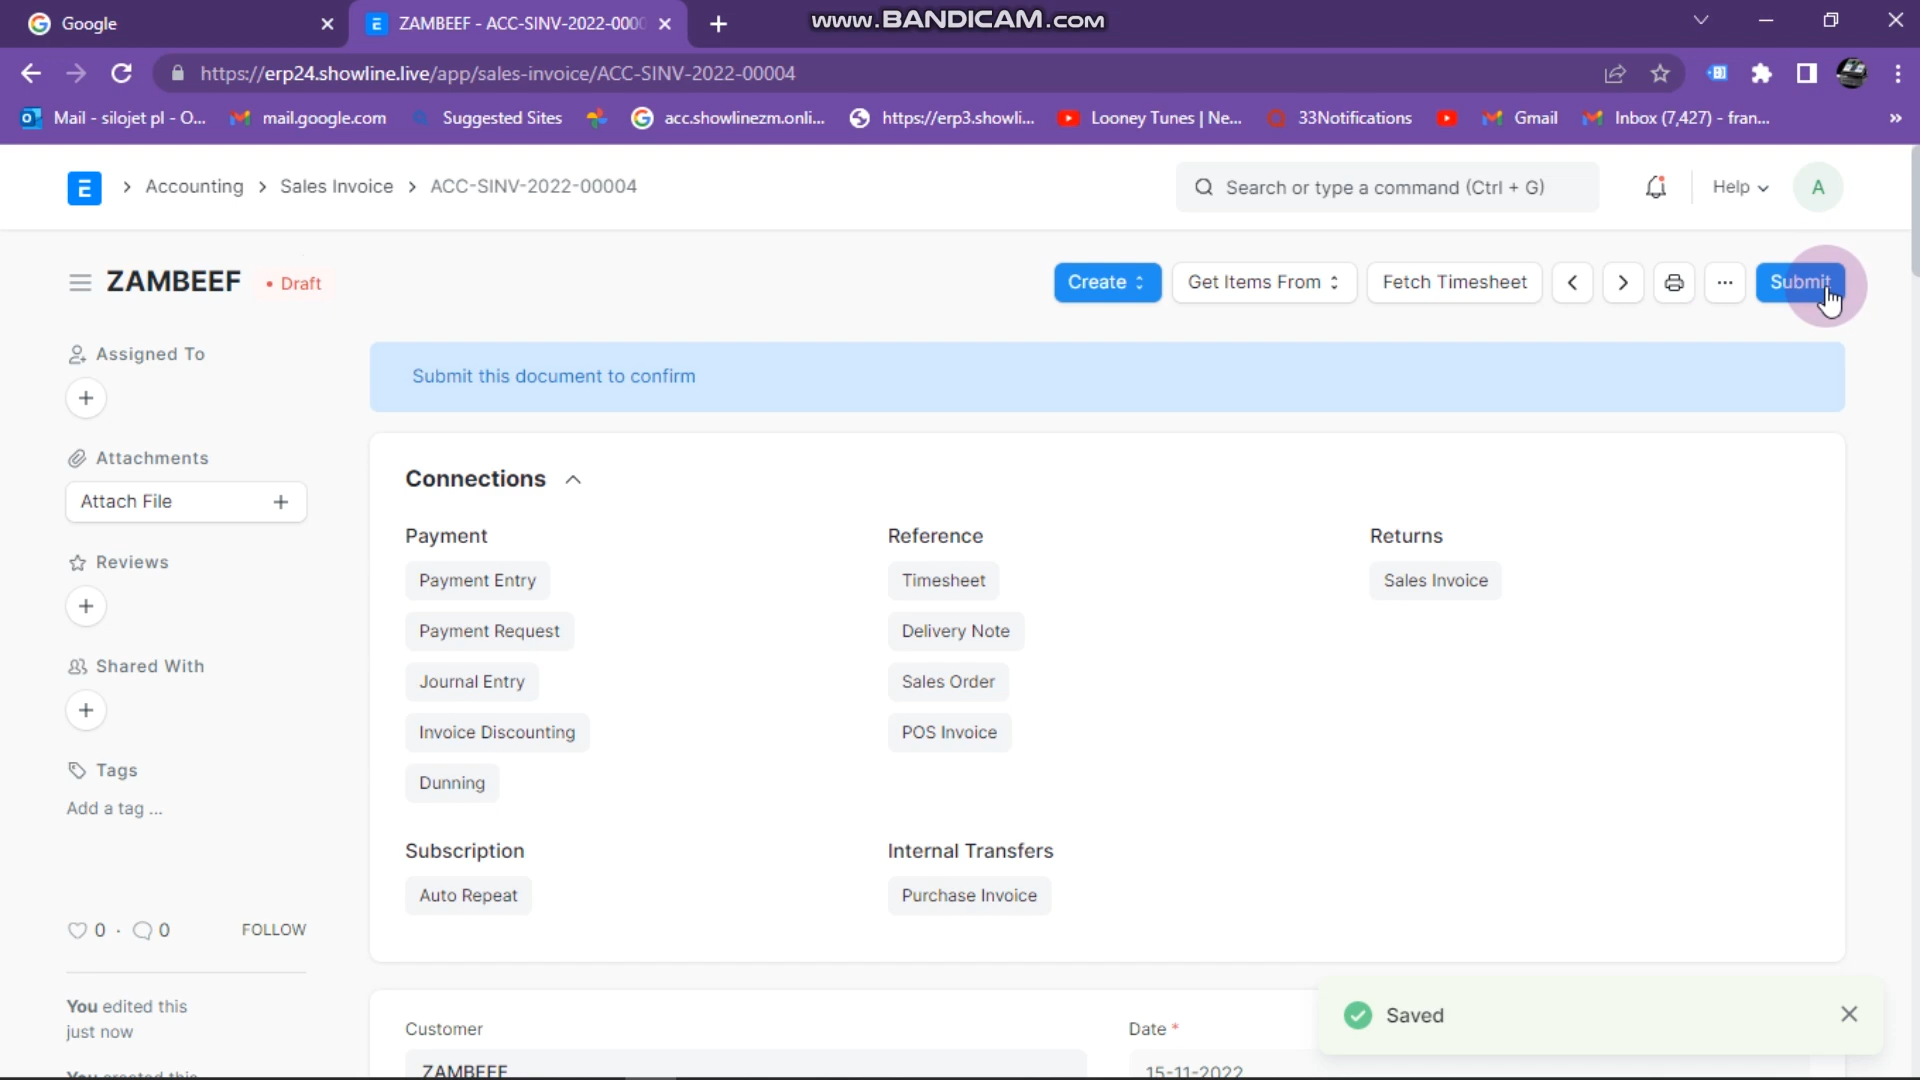 Google
ZAMBEEF - ACC-SINV-2022-000
www.BANDICAM.com
https://erp24.showline.live/app/sales-invoice/ACC-SINV-2022-00004
Mail - silojet pl - O...
mail.google.com
Suggested Sites
acc.showlinezm.onli...
https://erp3.showli...
Looney Tunes | Ne...
33Notifications
Gmail
Inbox (7,427) - fran...
»
E
Accounting
Sales Invoice
ACC-SINV-2022-00004
Search or type a command (Ctrl + G)
Help
A
ZAMBEEF
• Draft
Create
Get Items From
Fetch Timesheet
Submit
Assigned To
Submit this document to confirm
Attachments
Attach File
Reviews
Shared With
Tags
Add a tag ...
0 · 0
FOLLOW
You edited this
just now
You created this
Connections
Payment
Payment Entry
Payment Request
Journal Entry
Invoice Discounting
Dunning
Reference
Timesheet
Delivery Note
Sales Order
POS Invoice
Returns
Sales Invoice
Subscription
Auto Repeat
Internal Transfers
Purchase Invoice
Customer
ZAMBEEF
Date *
15-11-2022
Saved